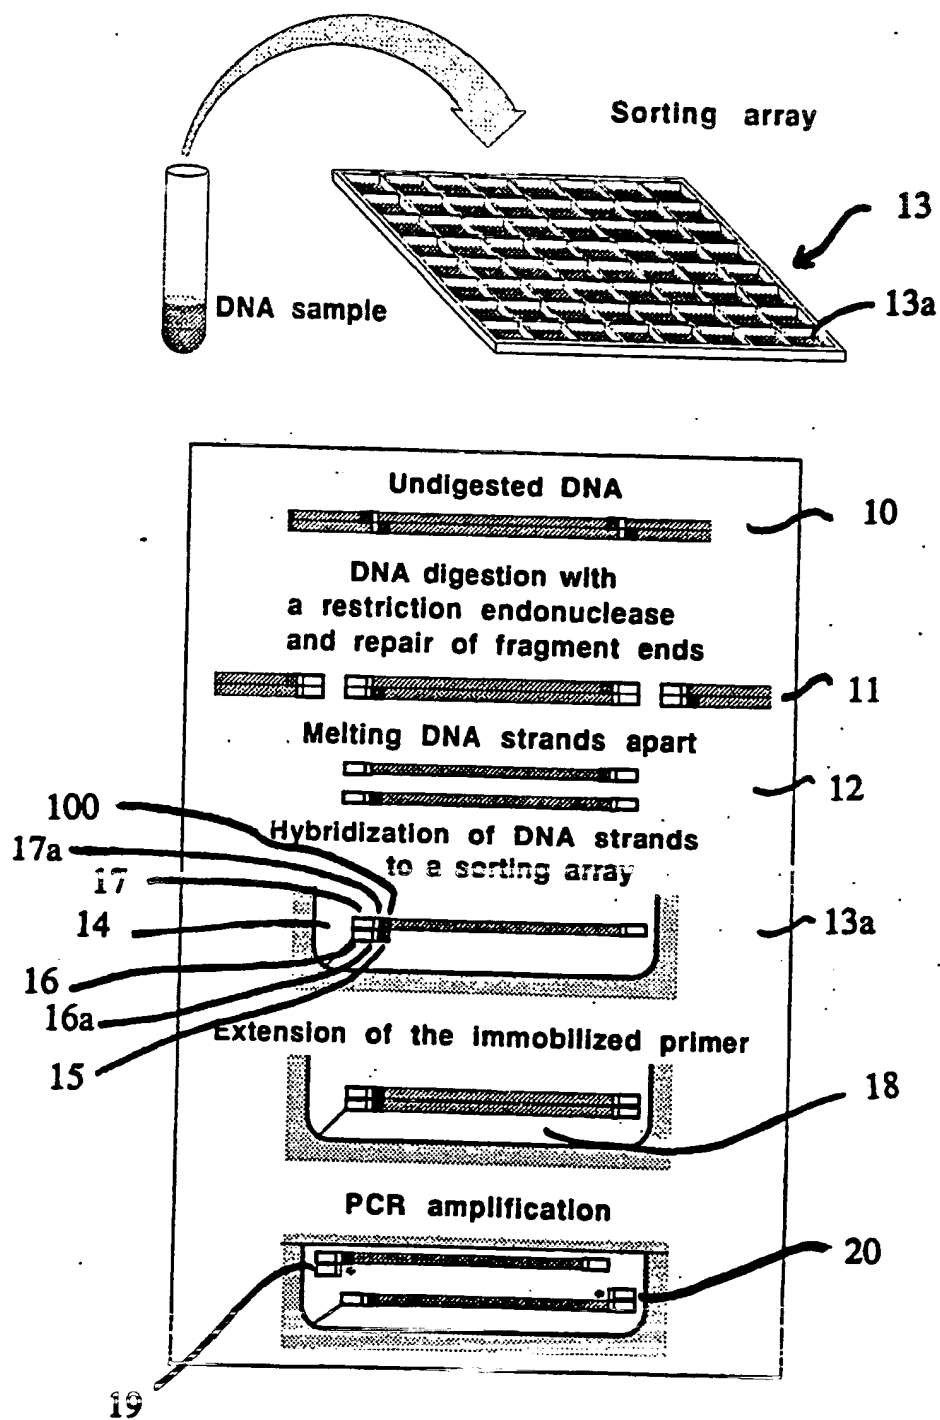 Sorting array
13
DNA sample
13a
Undigested DNA
10
DNA digestion with
a restriction endonuclease
and repair of fragment ends
11
Melting DNA strands apart
12
100
Hybridization of DNA strands
17a
to a sorting array
17
14
13a
16
16a
Extension of the immobilized primer
15
18
PCR amplification
20
19